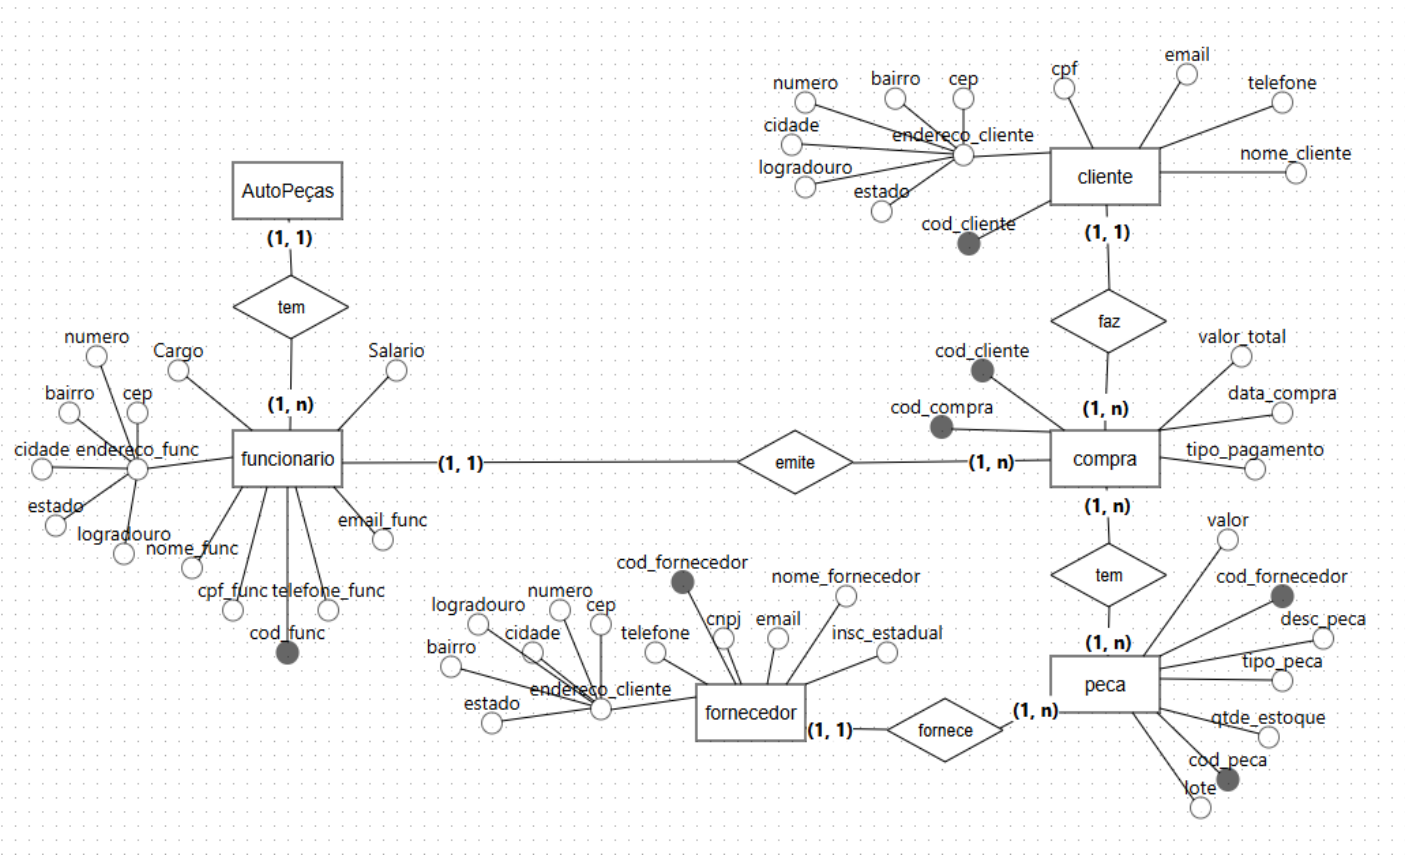 email
cpf
bairro
cep
numero
telefone
cidade
endereco_cliente
nome_cliente
logradouro
cliente
AutoPeças
estado
cod_cliente
(1, 1)
(1, 1)
tem
faz
numero
Cargo
Salario
cod_cliente
valor_total
bairro
cep
(1, n)
cod_compra
(1, n)
data_compra
cidade
endereco_func
funcionario
(1, 1)
emite
(1, n)
compra
tipo_pagamento
estado
(1, n)
email_func
valor
logradouro
nome_func
cod_fornecedor
tem
nome_fornecedor
cod_fornecedor
cpf_func
telefone_func
numero
logradouro
cep
cnpj
email
desc_peca
cod_func
cidade
telefone
insc_estadual
(1, n)
bairro
tipo_peca
endereco_cliente
peca
estado
fornecedor
(1, 1)
fornece
(1, n)
qtde_estoque
cod_peca
lote